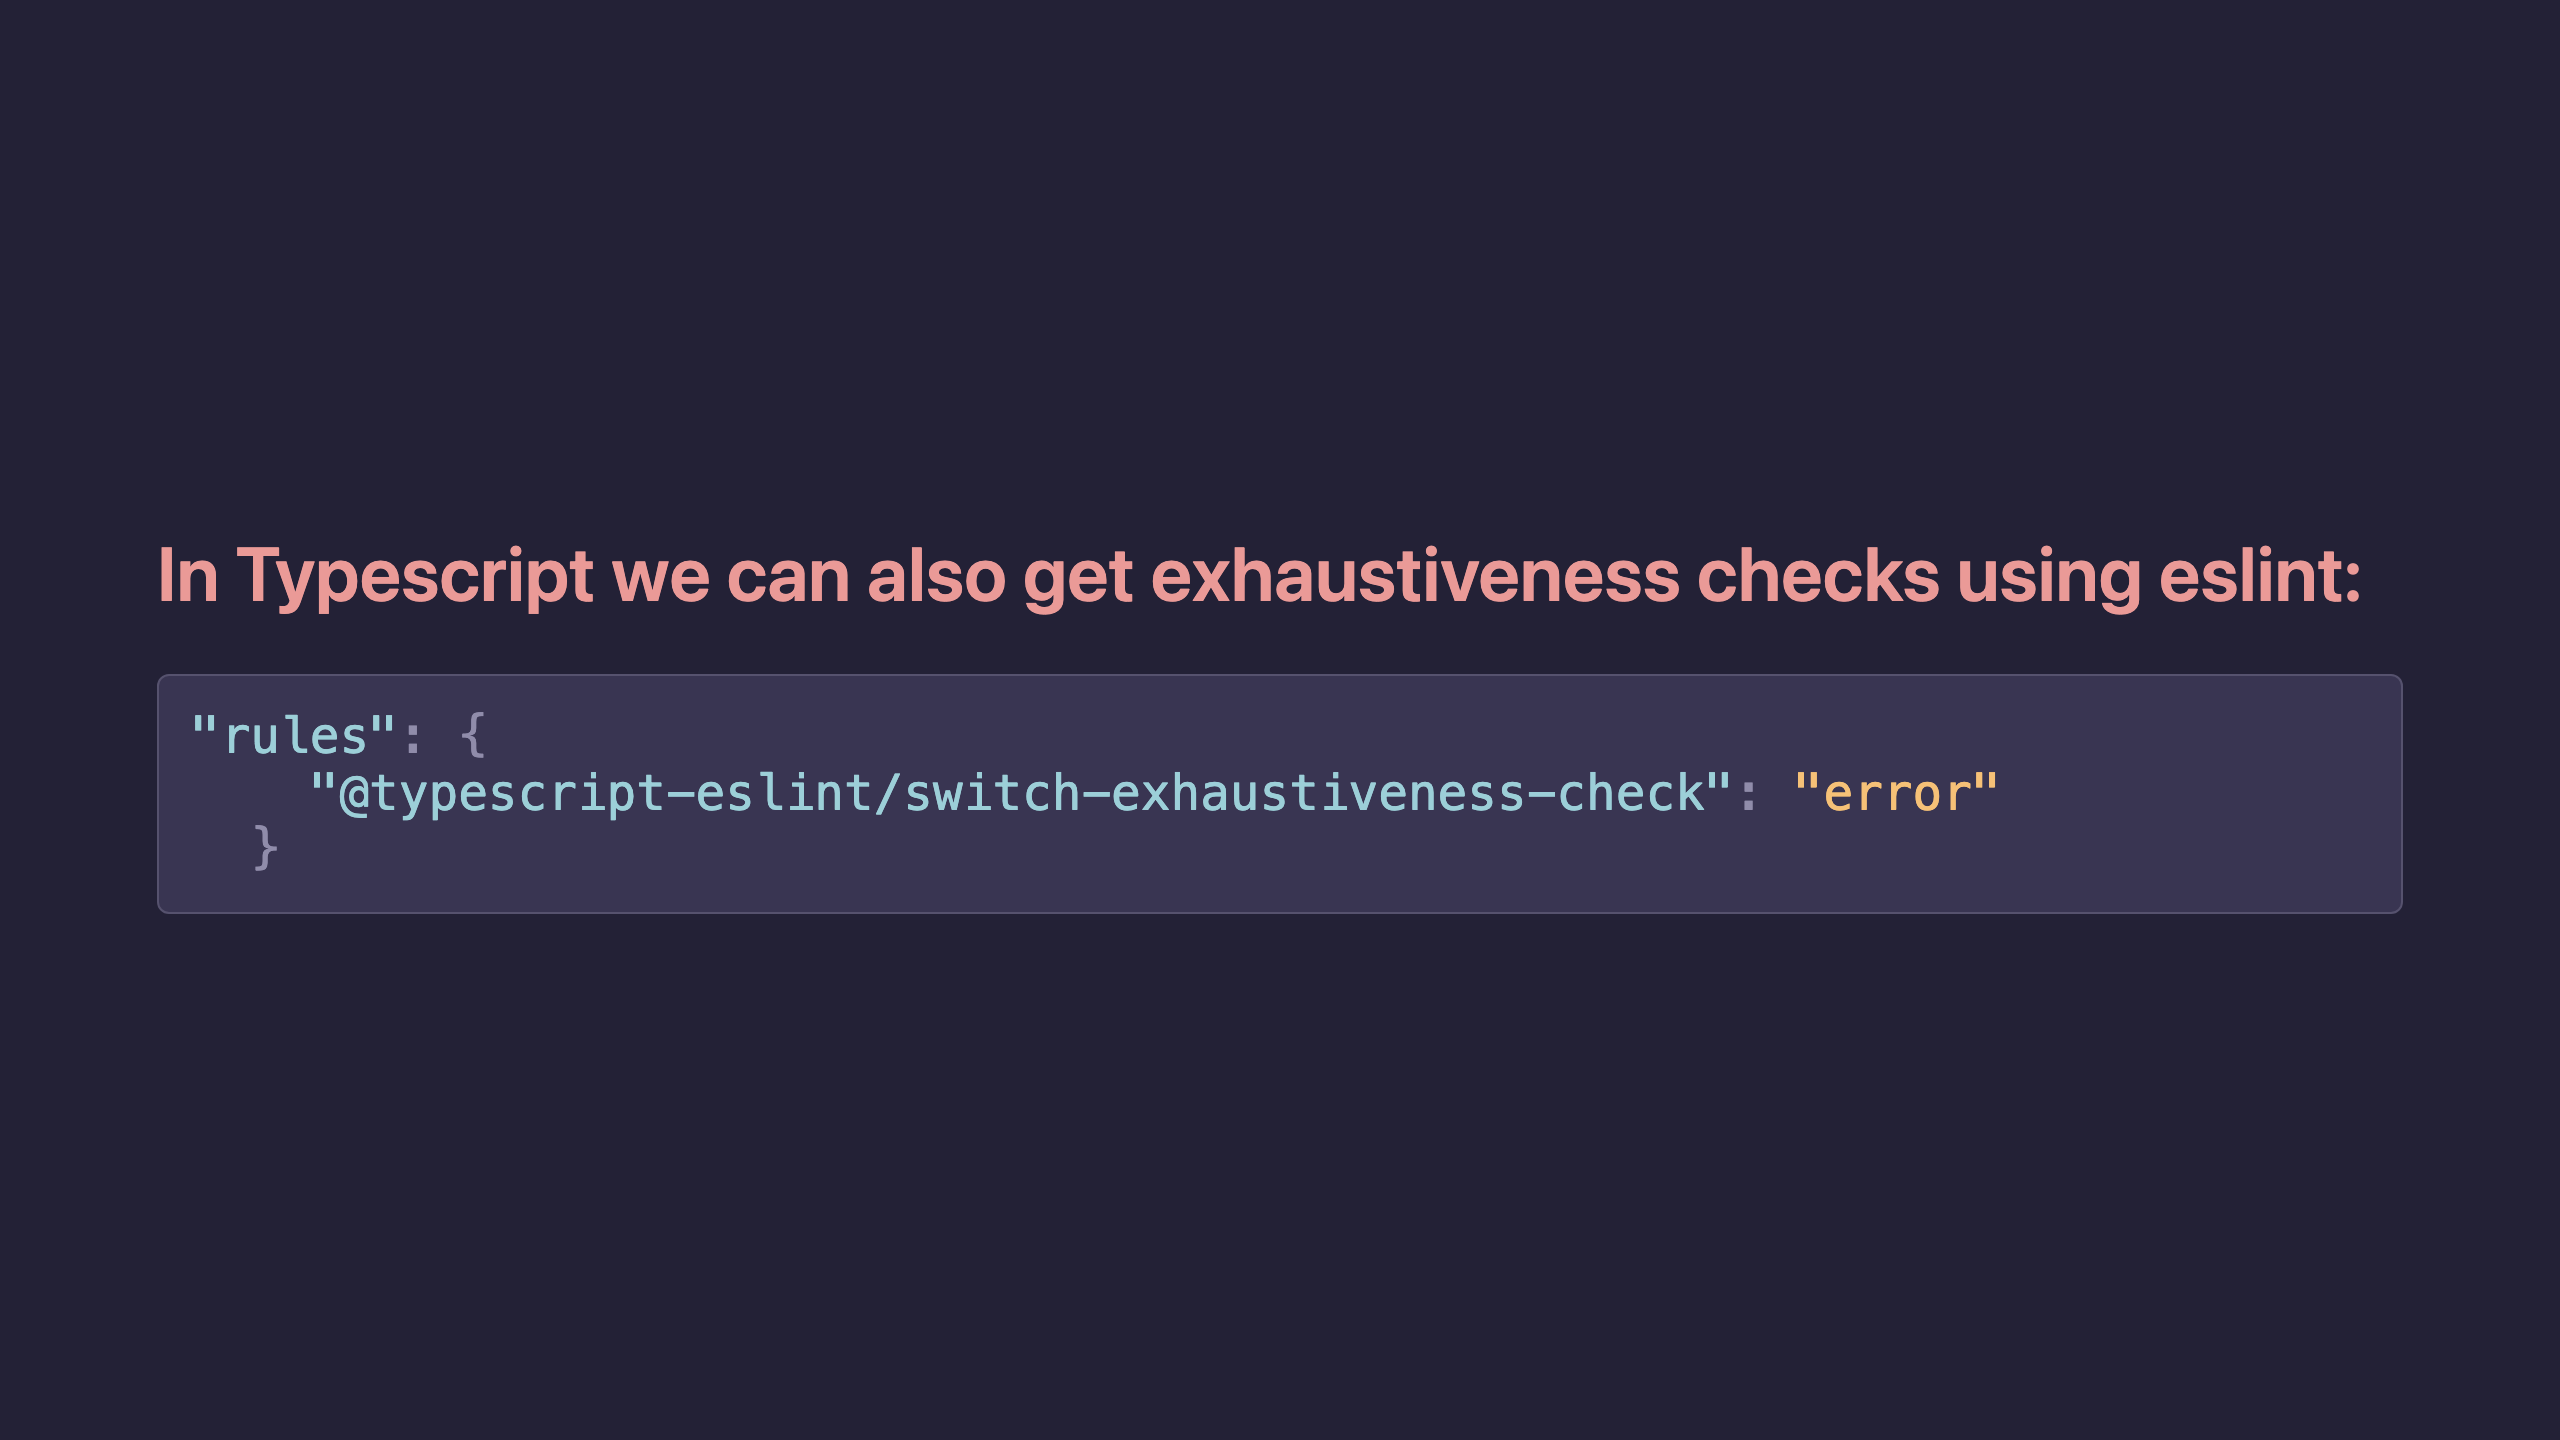 In Typescript we can also get exhaustiveness checks using eslint:
"rules": {
    "@typescript-eslint/switch-exhaustiveness-check": "error"
  }